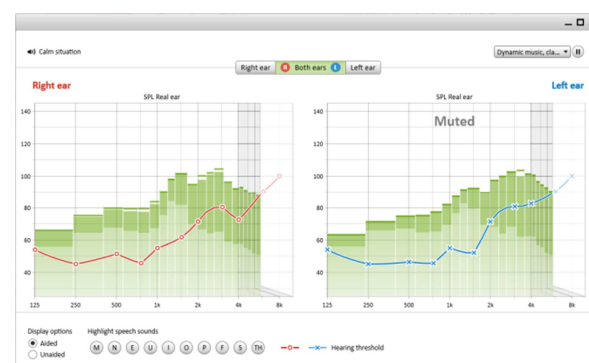 Calm situation
Dynamic music, cla...
Right ear R Both ears L Left ear
Right ear
Left ear
SPL Real ear
SPL Real ear
Muted
140
120
100
80
60
40
125 250 500 1k 2k 4k 8k
140
120
100
80
60
40
125 250 500 1k 2k 4k 8k
Display options
Aided
Unaided
Highlight speech sounds
M N E U I O P F S TH
Hearing threshold